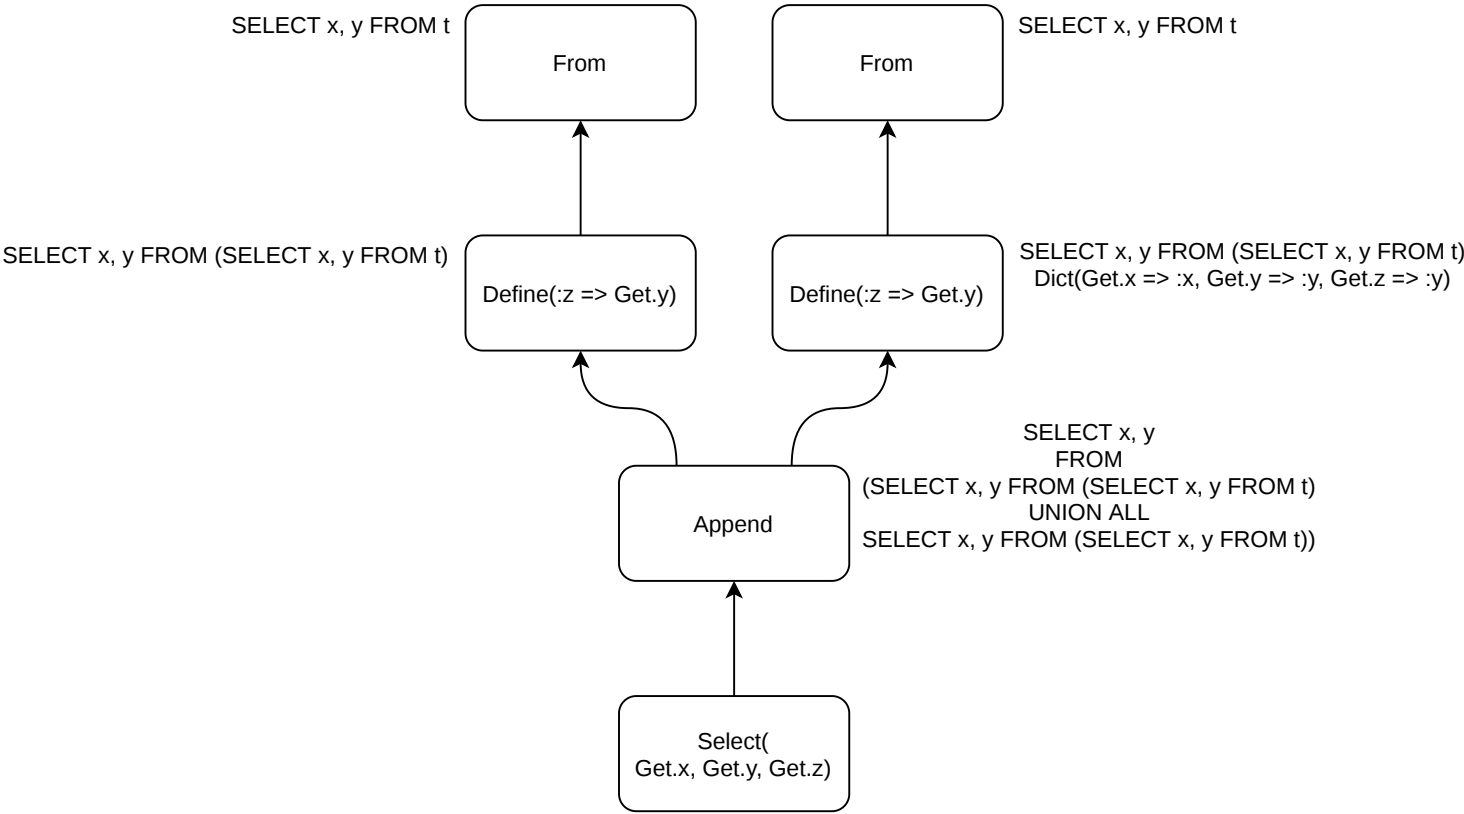 SELECT x, y FROM t
From
From
SELECT x, y FROM t
SELECT x, y FROM (SELECT x, y FROM t)
Define(:z => Get.y)
Define(:z => Get.y)
SELECT x, y FROM (SELECT x, y FROM t)
Dict(Get.x => :x, Get.y => :y, Get.z => :y)
Append
SELECT x, y
FROM
(SELECT x, y FROM (SELECT x, y FROM t)
UNION ALL
SELECT x, y FROM (SELECT x, y FROM t))
Select(
Get.x, Get.y, Get.z)